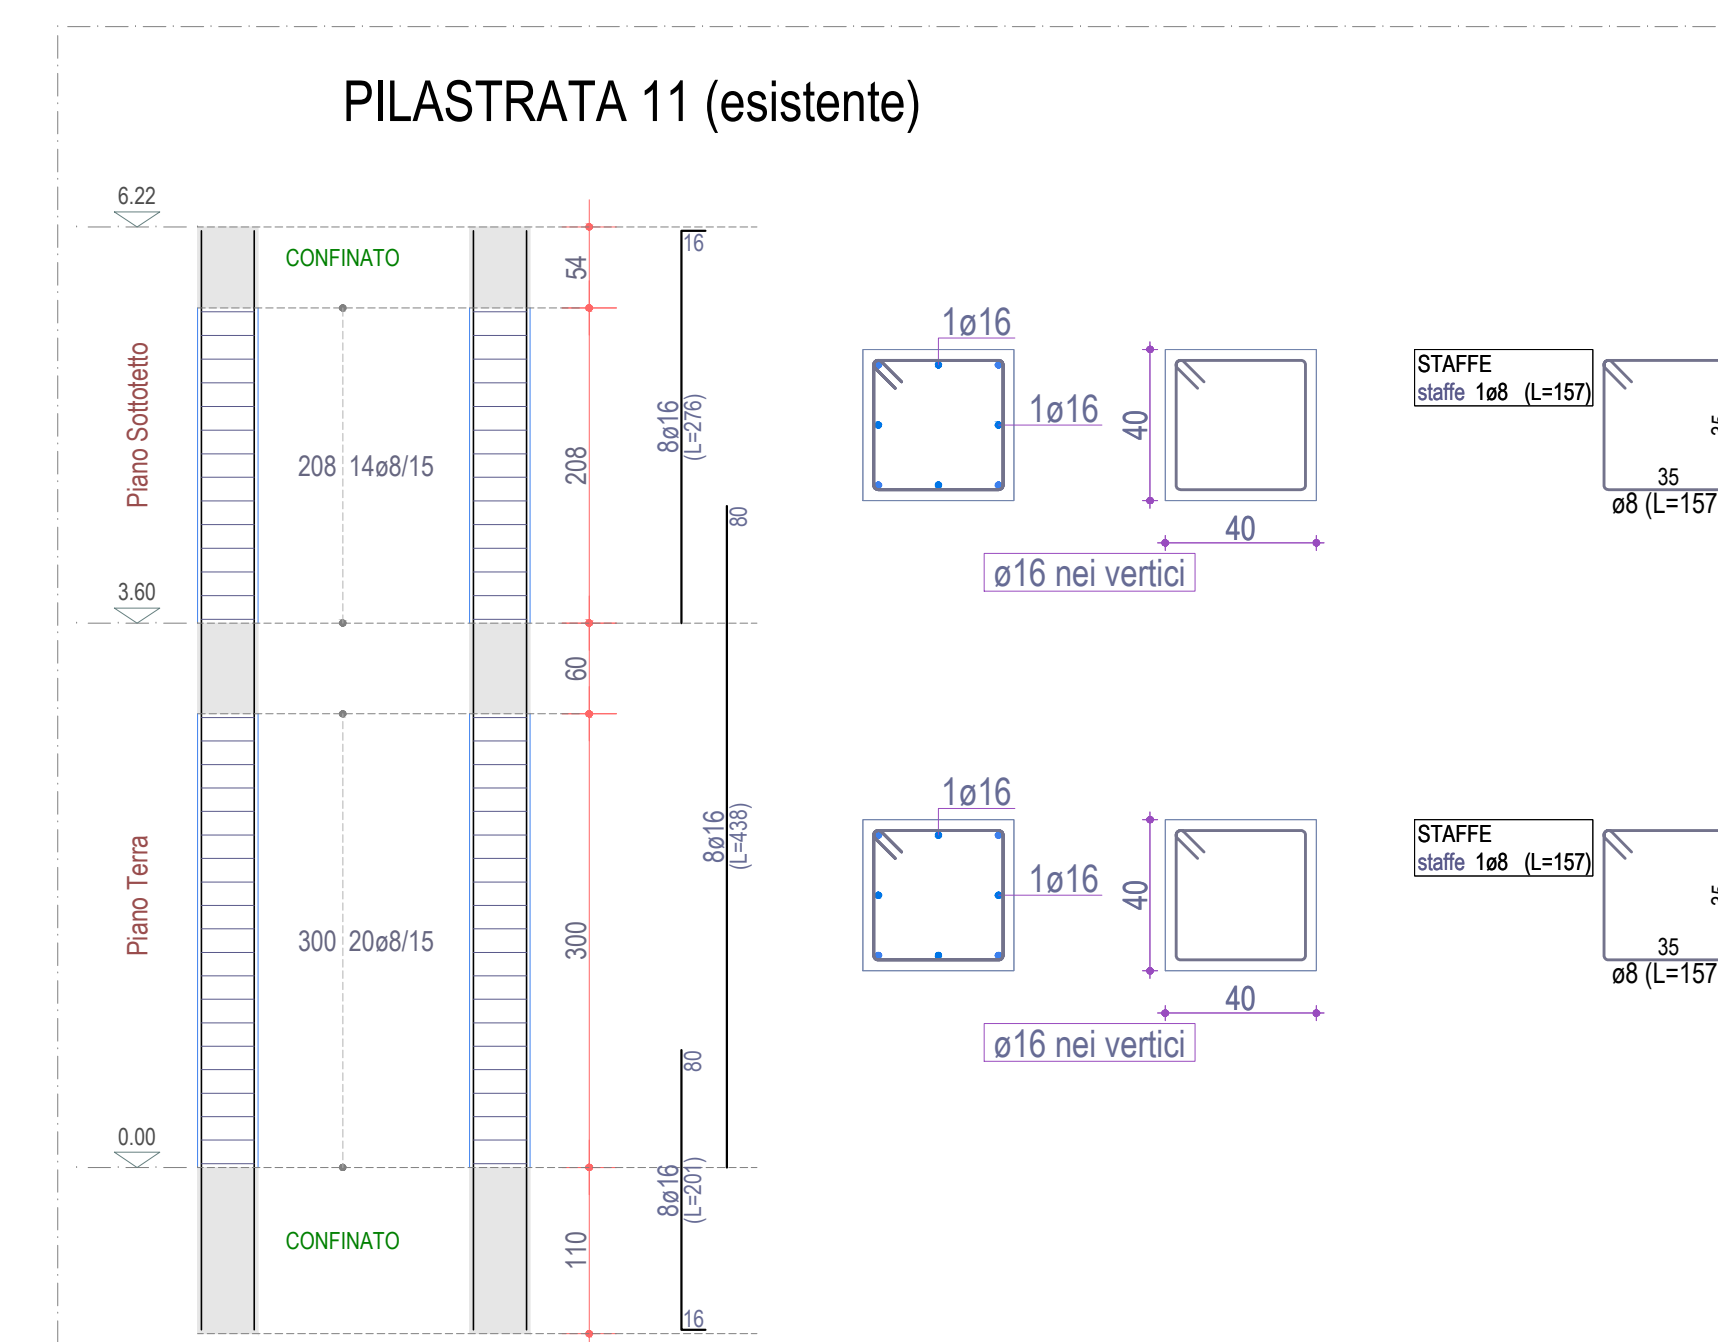 PILASTRATA 11 (esistente)
6.22
CONFINATO
54
16
Piano Sottotetto
208 14ø8/15
208
8ø16
(L=276)
1ø16
1ø16
40
40
ø16 nei vertici
STAFFE
staffe 1ø8 (L=157)
35
ø8 (L=157
80
3.60
60
Piano Terra
300 20ø8/15
300
8ø16
(L=438)
1ø16
1ø16
40
40
ø16 nei vertici
STAFFE
staffe 1ø8 (L=157)
35
ø8 (L=157
80
0.00
8ø16
(L=201)
CONFINATO
110
16